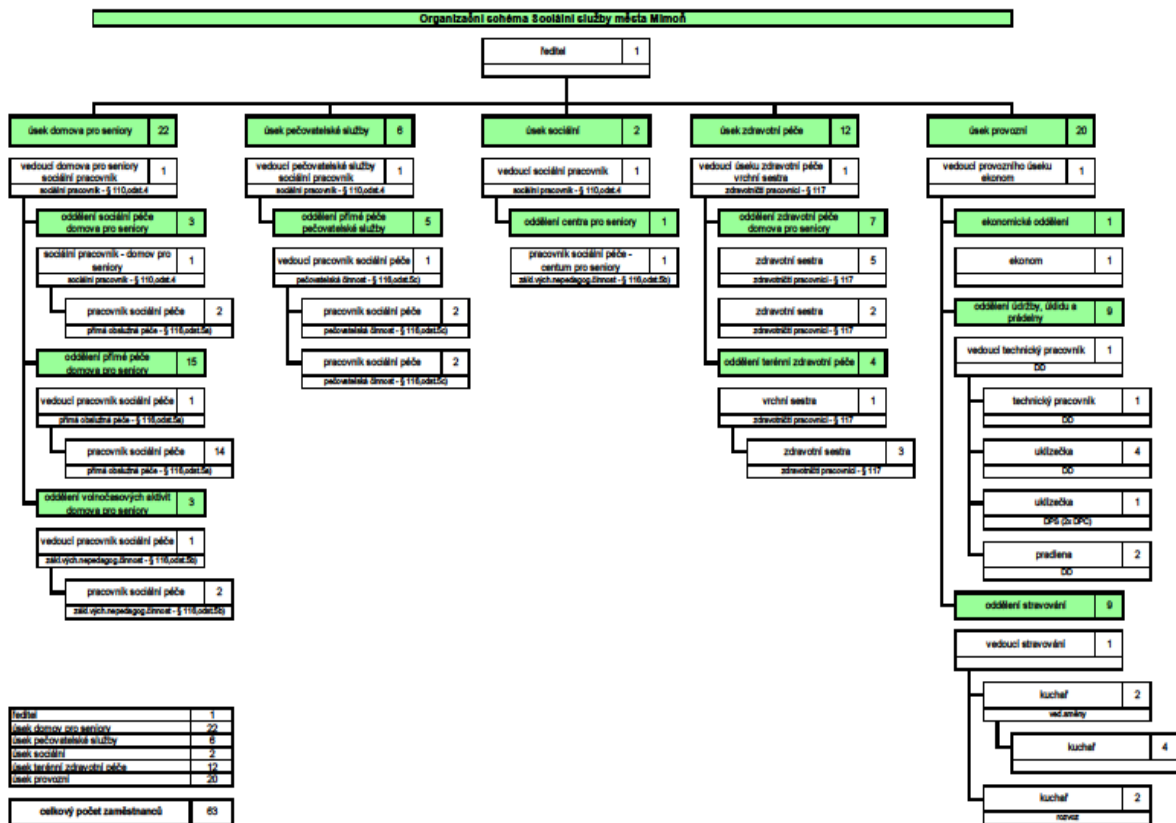 Organizační schéma Sociální služby města Mimoň
ředitel 1
úsek domova pro seniory 22
vedoucí domova pro seniory
sociální pracovník 1
sociální pracovník - § 110,odst.4
oddělení sociální péče
domova pro seniory 3
sociální pracovník - domov pro
seniory 1
sociální pracovník - § 110,odst.4
pracovník sociální péče 2
přímá obslužná péče - § 116,odst.5a)
oddělení přímé péče
domova pro seniory 15
vedoucí pracovník sociální péče 1
přímá obslužná péče - § 116,odst.5a)
pracovník sociální péče 14
přímá obslužná péče - § 116,odst.5a)
oddělení volnočasových aktivit
domova pro seniory 3
vedoucí pracovník sociální péče 1
zákl.vých.nepedagog.činnost - § 116,odst.5b)
pracovník sociální péče 2
zákl.vých.nepedagog.činnost - § 116,odst.5b)
úsek pečovatelské služby 6
vedoucí pečovatelské služby
sociální pracovník 1
sociální pracovník - § 110,odst.4
oddělení přímé péče
pečovatelské služby 5
vedoucí pracovník sociální péče 1
pečovatelská činnost - § 116,odst.5c)
pracovník sociální péče 2
pečovatelská činnost - § 116,odst.5c)
pracovník sociální péče 2
pečovatelská činnost - § 116,odst.5c)
úsek sociální 2
vedoucí sociální pracovník 1
sociální pracovník - § 110,odst.4
oddělení centra pro seniory 1
pracovník sociální péče -
centum pro seniory 1
zákl.vých.nepedagog.činnost - § 116,odst.5b)
úsek zdravotní péče 12
vedoucí úseku zdravotní péče
vrchní sestra 1
zdravotničtí pracovníci - § 117
oddělení zdravotní péče
domova pro seniory 7
zdravotní sestra 5
zdravotničtí pracovníci - § 117
zdravotní sestra 2
zdravotničtí pracovníci - § 117
oddělení terénní zdravotní péče 4
vrchní sestra 1
zdravotničtí pracovníci - § 117
zdravotní sestra 3
zdravotničtí pracovníci - § 117
úsek provozní 20
vedoucí provozního úseku
ekonom 1
ekonomické oddělení 1
ekonom 1
oddělení údržby, úklidu a
prádelny 9
vedoucí technický pracovník 1
DD
technický pracovník 1
DD
uklízečka 4
DD
uklízečka 1
DPS (2x DPC)
pradlena 2
DD
oddělení stravování 9
vedoucí stravování 1
kuchař 2
ved.směny
kuchař 4
kuchař 2
rozvoz
ředitel 1
úsek domov pro seniory 22
úsek pečovatelské služby 6
úsek sociální 2
úsek terénní zdravotní péče 12
úsek provozní 20
celkový počet zaměstnanců 63